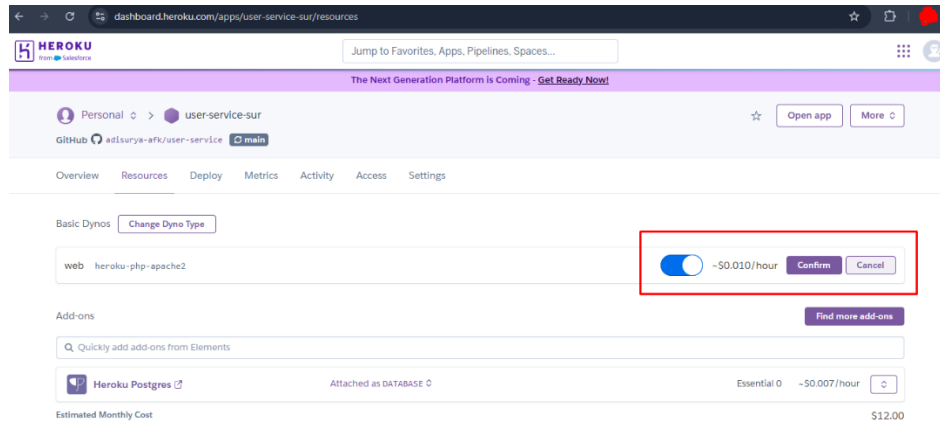 dashboard.heroku.com/apps/user-service-sur/resources
HEROKU
from Salesforce
Jump to Favorites, Apps, Pipelines, Spaces...
The Next Generation Platform is Coming - Get Ready Now!
Personal > user-service-sur
Open app More
GitHub adisurya-afk/user-service main
Overview Resources Deploy Metrics Activity Access Settings
Basic Dynos Change Dyno Type
web heroku-php-apache2 ~$0.010/hour Confirm Cancel
Add-ons Find more add-ons
Quickly add add-ons from Elements
Heroku Postgres Attached as DATABASE Essential 0 ~$0.007/hour
Estimated Monthly Cost $12.00